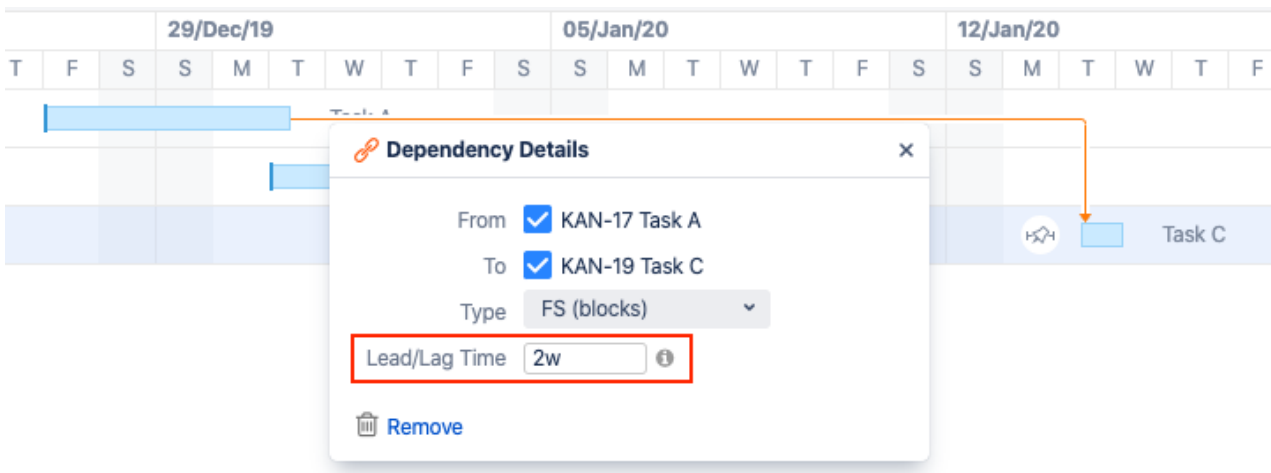 29/Dec/19 05/Jan/20 12/Jan/20
T F S S M T W T F S S M T W T F S S M T W T F
Dependency Details
From KAN-17 Task A
To KAN-19 Task C
Task C
Type FS (blocks)
Lead/Lag Time 2w
Remove